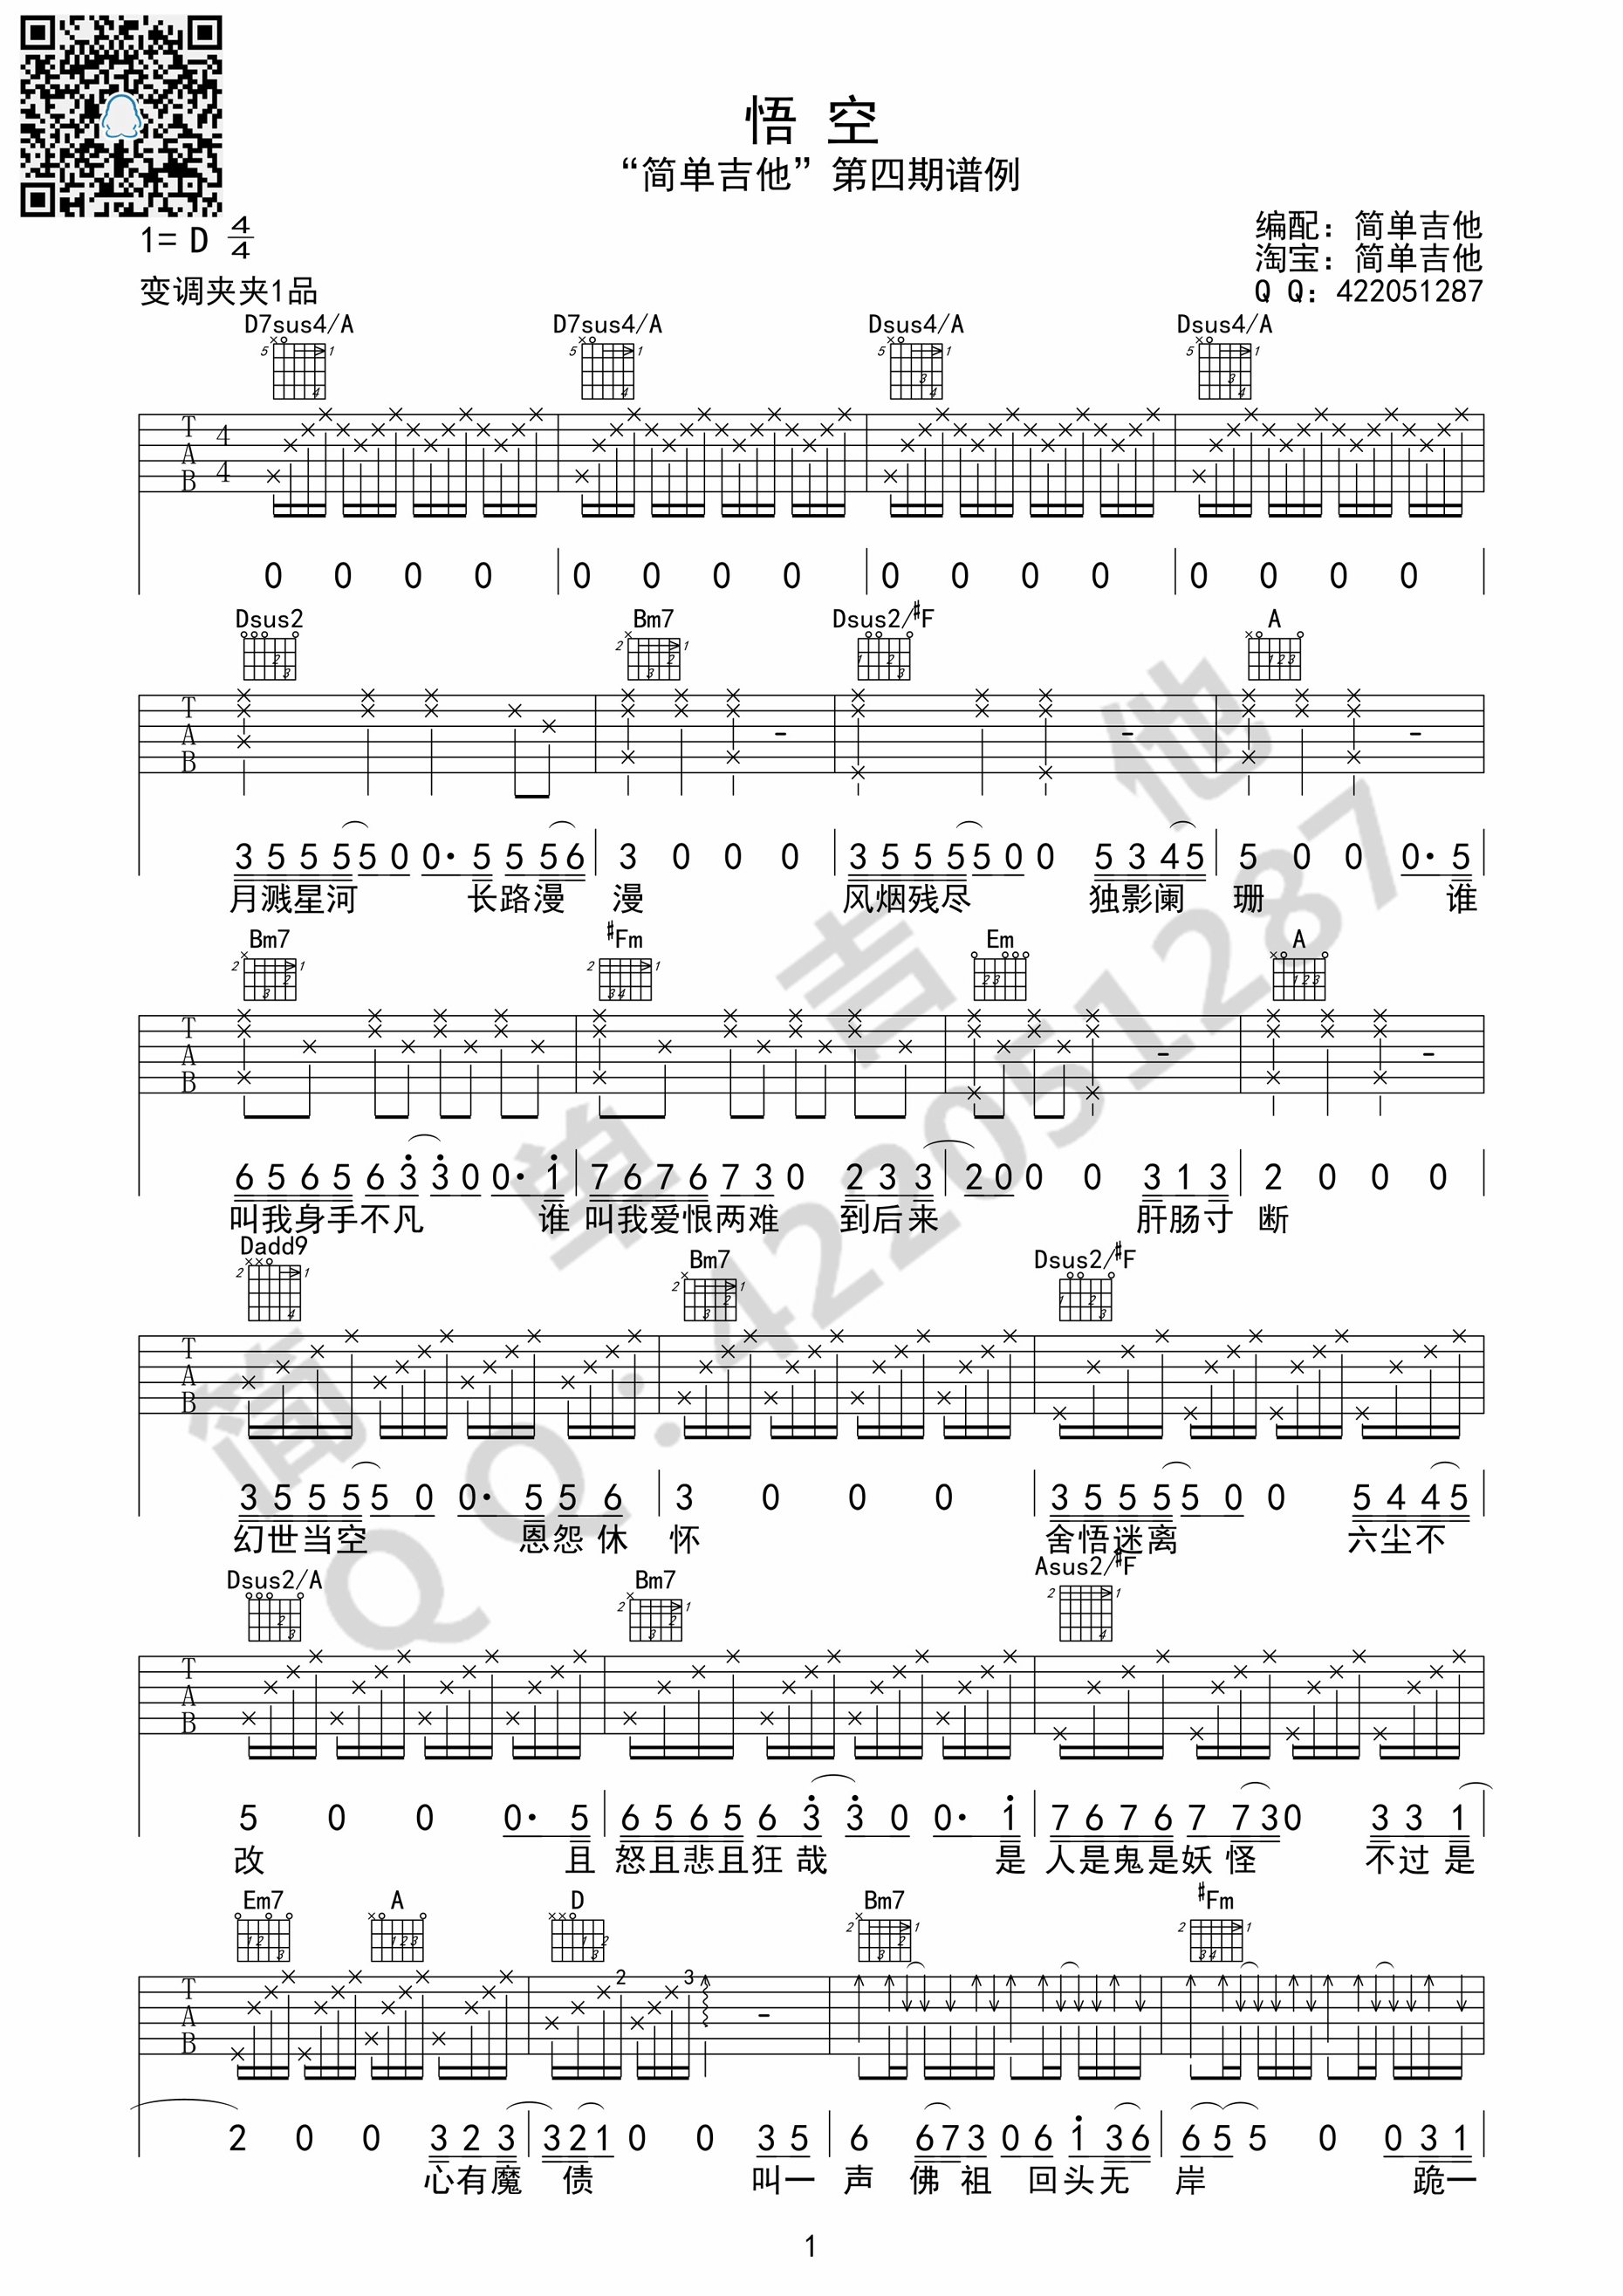 悟 空
“简单吉他”第四期谱例
1= D 4/4
编配：简单吉他
淘宝：简单吉他
变调夹夹1品
Q Q：422051287
D7sus4/A D7sus4/A Dsus4/A Dsus4/A
T A B 4/4
0 0 0 0 | 0 0 0 0 | 0 0 0 0 | 0 0 0 0
Dsus2 Bm7 Dsus2/#F A
T A B
3 5 5 5 5 0 0· 5 5 5 6 | 3 0 0 0 | 3 5 5 5 5 0 0 5 3 4 5 | 5 0 0 0· 5
月溅星河 长路漫 漫 风烟残尽 独影阑 珊 谁
Bm7 #Fm Em A
T A B
6 5 6 5 6 3 3 0 0· 1 | 7 6 7 6 7 3 0 2 3 3 | 2 0 0 0 3 1 3 | 2 0 0 0
叫我身手不凡 谁 叫我爱恨两难 到后来 肝肠寸 断
Dadd9 Bm7 Dsus2/#F
T A B
3 5 5 5 5 0 0· 5 5 6 | 3 0 0 0 | 3 5 5 5 5 0 0 5 4 4 5
幻世当空 恩怨休 怀 舍悟迷离 六尘不
Dsus2/A Bm7 Asus2/#F
T A B
5 0 0 0· 5 | 6 5 6 5 6 3 3 0 0· 1 | 7 6 7 6 7 7 3 0 3 3 1
改 且 怒且悲且狂哉 是 人是鬼是妖怪 不过是
Em7 A D Bm7 #Fm
T A B 2 3
2 0 0 3 2 3 | 3 2 1 0 0 3 5 | 6 6 7 3 0 6 1 3 6 | 6 5 5 0 0 3 1
心有魔 债 叫一 声 佛 祖 回头无 岸 跪一
1
简单吉他
QQ：422051287